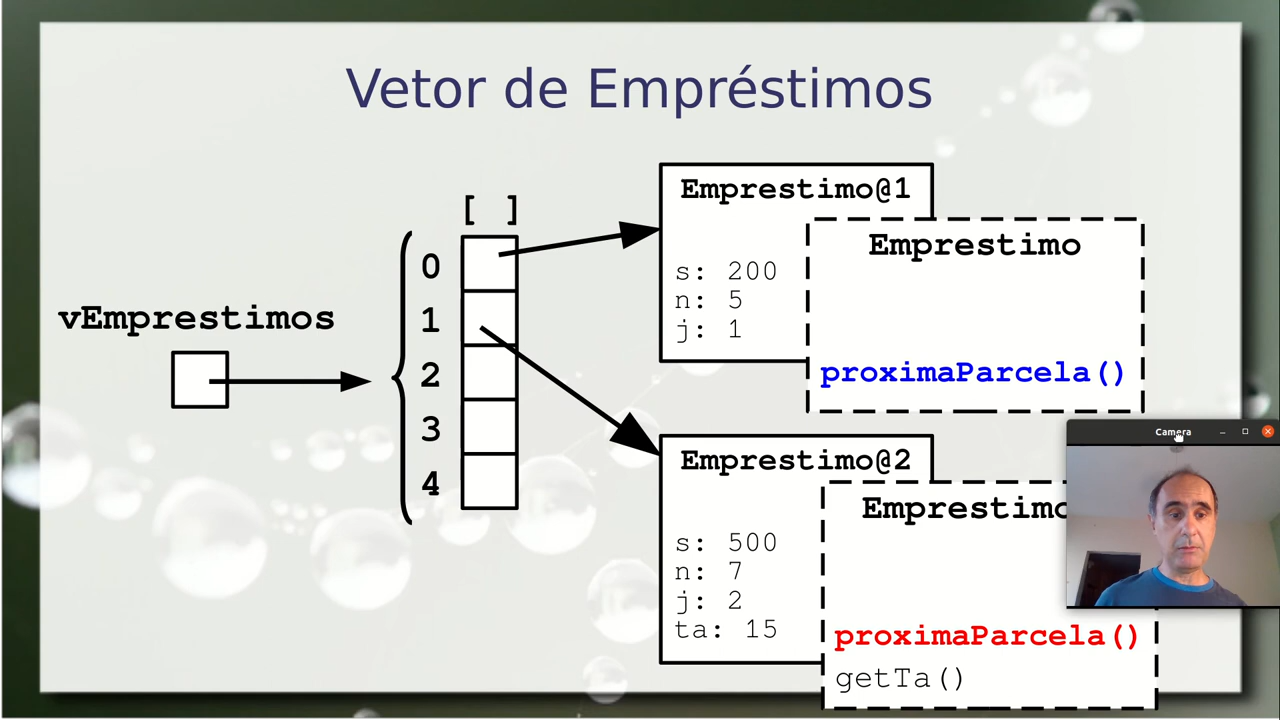 Vetor de Empréstimos
[ ]
vEmprestimos
0
1
2
3
4
Emprestimo@1
s: 200
n: 5
j: 1
Emprestimo
proximaParcela()
Emprestimo@2
s: 500
n: 7
j: 2
ta: 15
Emprestimo
proximaParcela()
getTa()
Camera